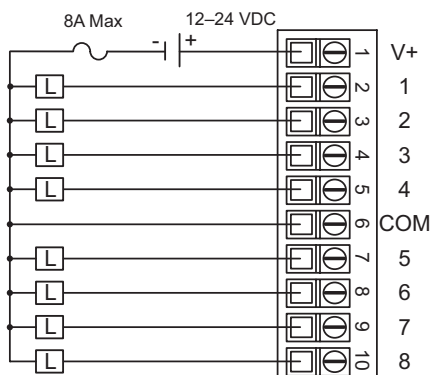 8A Max 12–24 VDC
- +
1 V+
L 2 1
L 3 2
L 4 3
L 5 4
6 COM
L 7 5
L 8 6
L 9 7
L 10 8